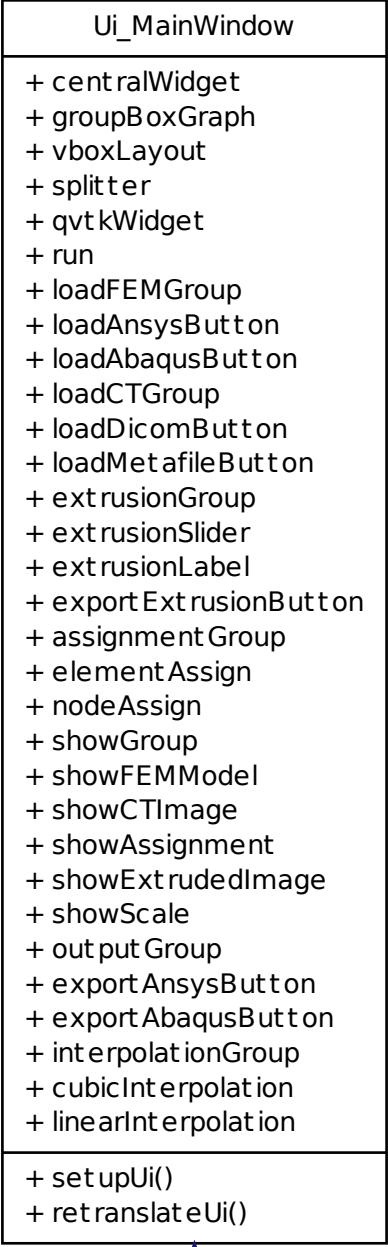 Ui_MainWindow
+ centralWidget
+ groupBoxGraph
+ vboxLayout
+ splitter
+ qvtkWidget
+ run
+ loadFEMGroup
+ loadAnsysButton
+ loadAbaqusButton
+ loadCTGroup
+ loadDicomButton
+ loadMetafileButton
+ extrusionGroup
+ extrusionSlider
+ extrusionLabel
+ exportExtrusionButton
+ assignmentGroup
+ elementAssign
+ nodeAssign
+ showGroup
+ showFEMModel
+ showCTImage
+ showAssignment
+ showExtrudedImage
+ showScale
+ outputGroup
+ exportAnsysButton
+ exportAbaqusButton
+ interpolationGroup
+ cubicInterpolation
+ linearInterpolation
+ setupUi()
+ retranslateUi()